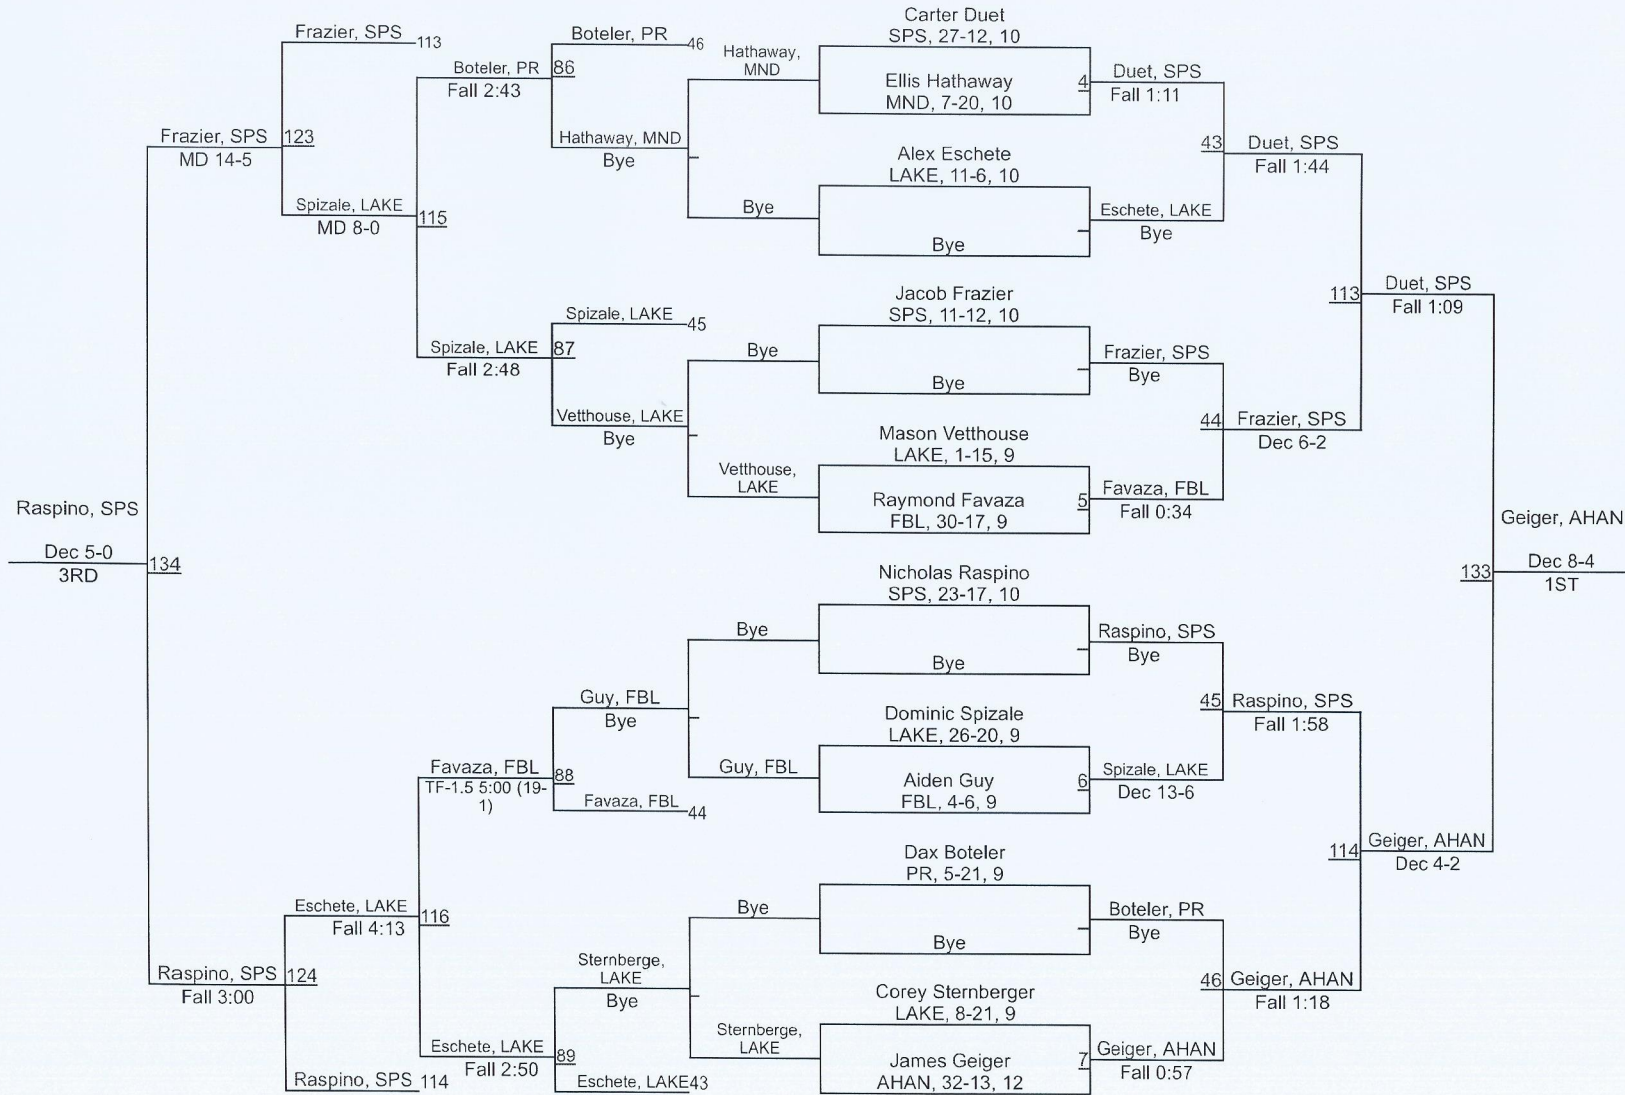 Carter Duet
SPS, 27-12, 10
Ellis Hathaway
MND, 7-20, 10
4
Alex Eschete
LAKE, 11-6, 10
Bye
Jacob Frazier
SPS, 11-12, 10
Bye
Mason Vetthouse
LAKE, 1-15, 9
Raymond Favaza
FBL, 30-17, 9
5
Nicholas Raspino
SPS, 23-17, 10
Bye
Dominic Spizale
LAKE, 26-20, 9
Aiden Guy
FBL, 4-6, 9
6
Dax Boteler
PR, 5-21, 9
Bye
Corey Sternberger
LAKE, 8-21, 9
James Geiger
AHAN, 32-13, 12
7
Duet, SPS
Fall 1:11
Eschete, LAKE
Bye
Frazier, SPS
Bye
Favaza, FBL
Fall 0:34
Raspino, SPS
Bye
Spizale, LAKE
Dec 13-6
Boteler, PR
Bye
Geiger, AHAN
Fall 0:57
43
Duet, SPS
Fall 1:44
44
Frazier, SPS
Dec 6-2
45
Raspino, SPS
Fall 1:58
46
Geiger, AHAN
Fall 1:18
113
Duet, SPS
Fall 1:09
114
Geiger, AHAN
Dec 4-2
Geiger, AHAN
133
Dec 8-4
1ST
Hathaway,
MND
Bye
Bye
Vetthouse,
LAKE
Bye
Guy, FBL
Bye
Sternberge,
LAKE
Boteler, PR
46
Hathaway, MND
Bye
Spizale, LAKE
45
Vetthouse, LAKE
Bye
Guy, FBL
Bye
Favaza, FBL
44
Sternberge,
LAKE
Bye
Eschete, LAKE
43
Boteler, PR
86
Fall 2:43
Spizale, LAKE
87
Fall 2:48
Favaza, FBL
88
TF-1.5 5:00 (19-
1)
Eschete, LAKE
89
Fall 2:50
Frazier, SPS
113
Spizale, LAKE
115
MD 8-0
Eschete, LAKE
116
Fall 4:13
Raspino, SPS
114
Frazier, SPS
123
MD 14-5
Raspino, SPS
124
Fall 3:00
Raspino, SPS
Dec 5-0
134
3RD